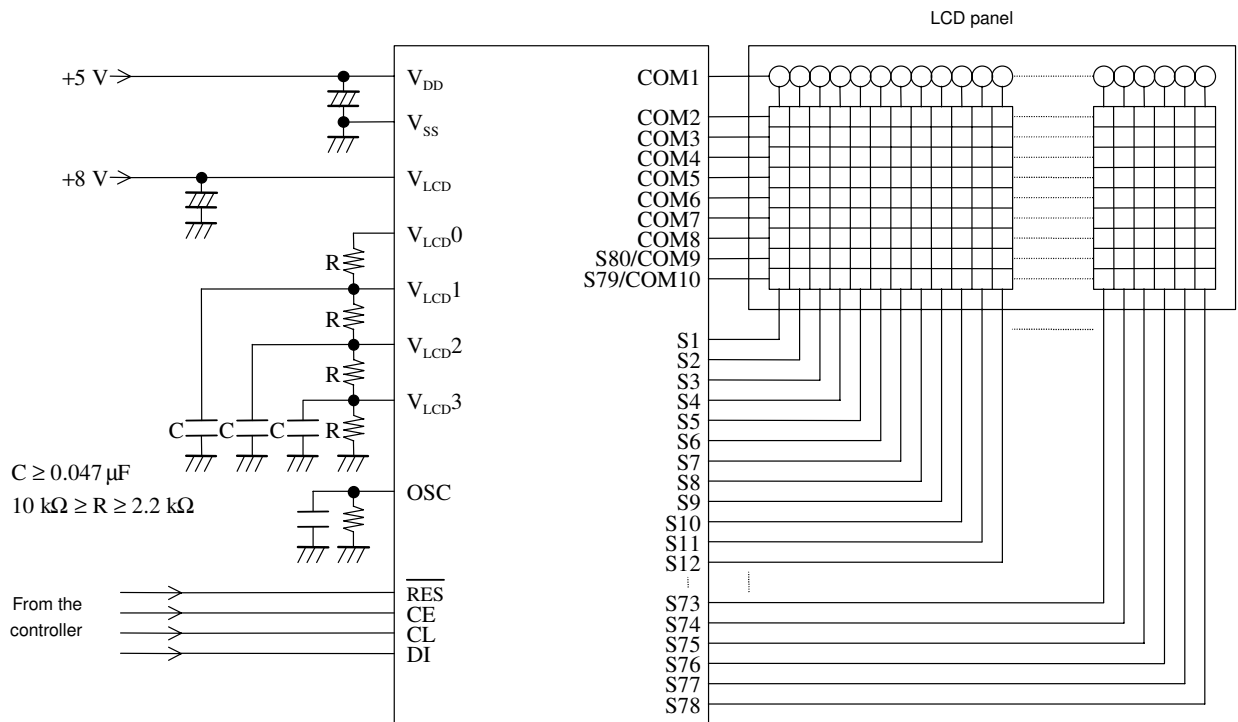 LCD panel
+5 V
+8 V
C
C
C
R
R
R
R
C ≥ 0.047 µF
10 kΩ ≥ R ≥ 2.2 kΩ
From the
controller
VDD
VSS
VLCD
VLCD0
VLCD1
VLCD2
VLCD3
OSC
RES
CE
CL
DI
COM1
COM2
COM3
COM4
COM5
COM6
COM7
COM8
S80/COM9
S79/COM10
S1
S2
S3
S4
S5
S6
S7
S8
S9
S10
S11
S12
S73
S74
S75
S76
S77
S78